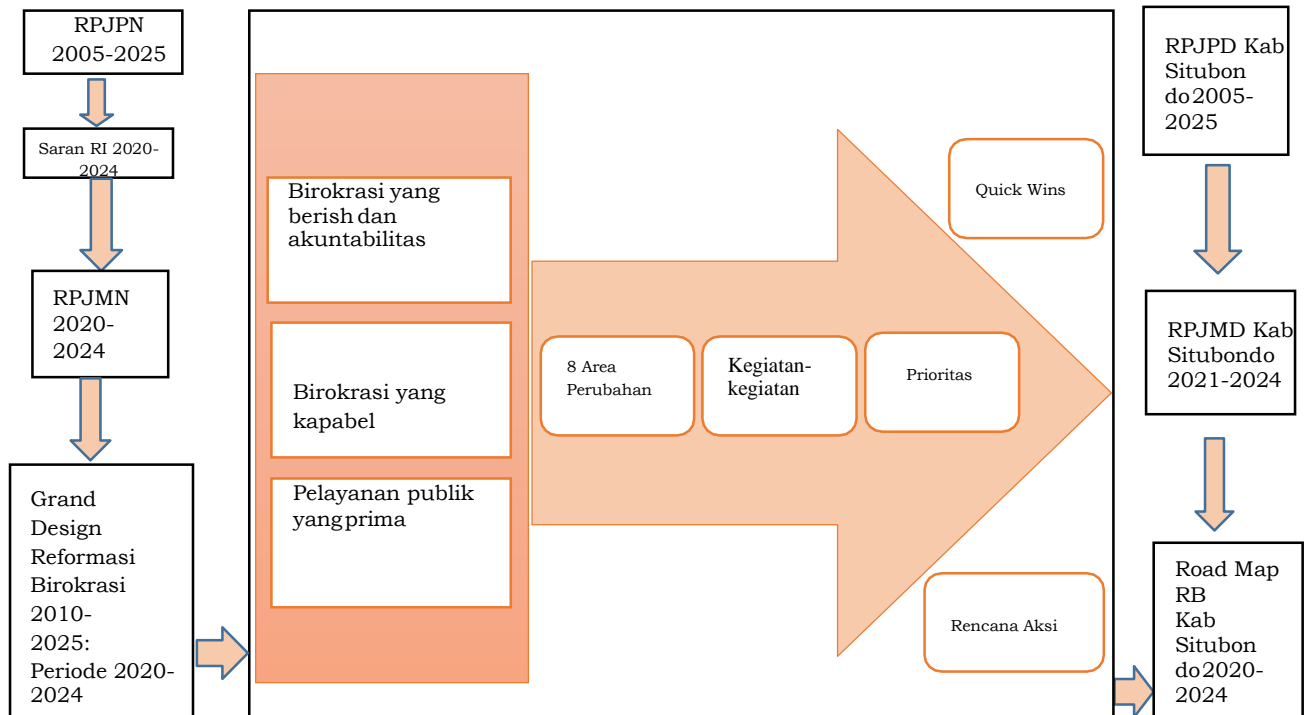 RPJPN
2005-2025
Saran RI 2020-
2024
RPJMN
2020-
2024
Grand
Design
Reformasi
Birokrasi
2010-
2025:
Periode 2020-
2024
Birokrasi yang
berish dan
akuntabilitas
Birokrasi yang
kapabel
Pelayanan publik
yang prima
8 Area
Perubahan
Kegiatan-
kegiatan
Prioritas
Quick Wins
Rencana Aksi
RPJPD Kab
Situbon
do 2005-
2025
RPJMD Kab
Situbondo
2021-2024
Road Map
RB
Kab
Situbon
do 2020-
2024